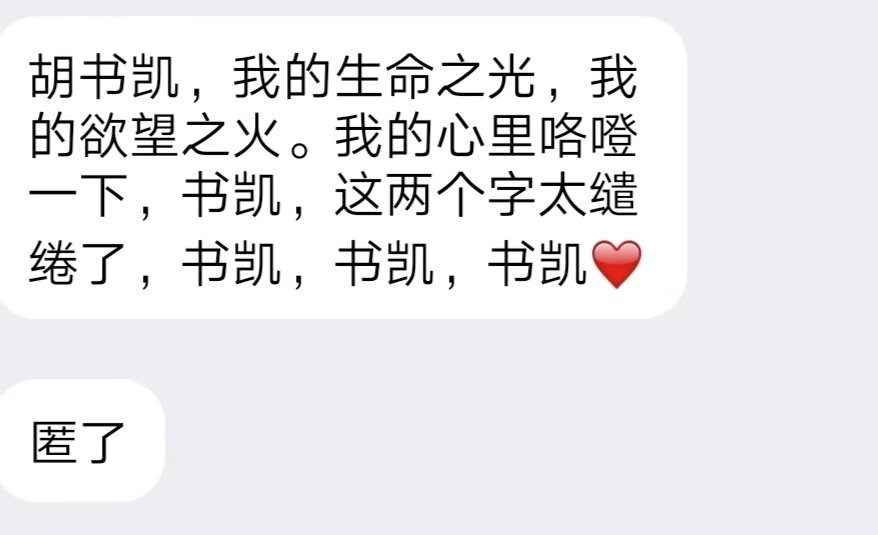 胡书凯，我的生命之光，我
的欲望之火。我的心里咯噔
一下，书凯，这两个字太缱
绻了，书凯，书凯，书凯❤️
匿了